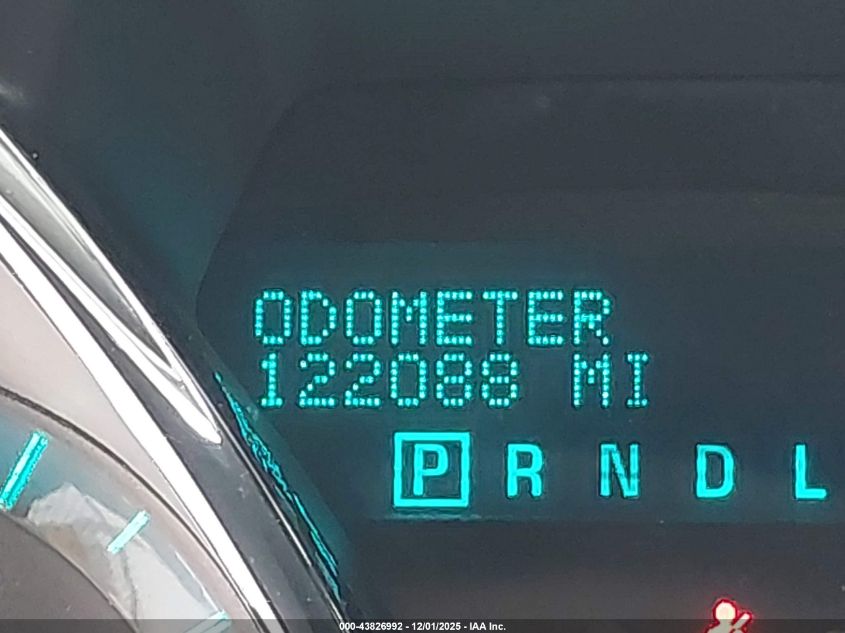 ODOMETER
122088 MI
P R N D L
000-43826992 - 12/01/2025 - IAA Inc.